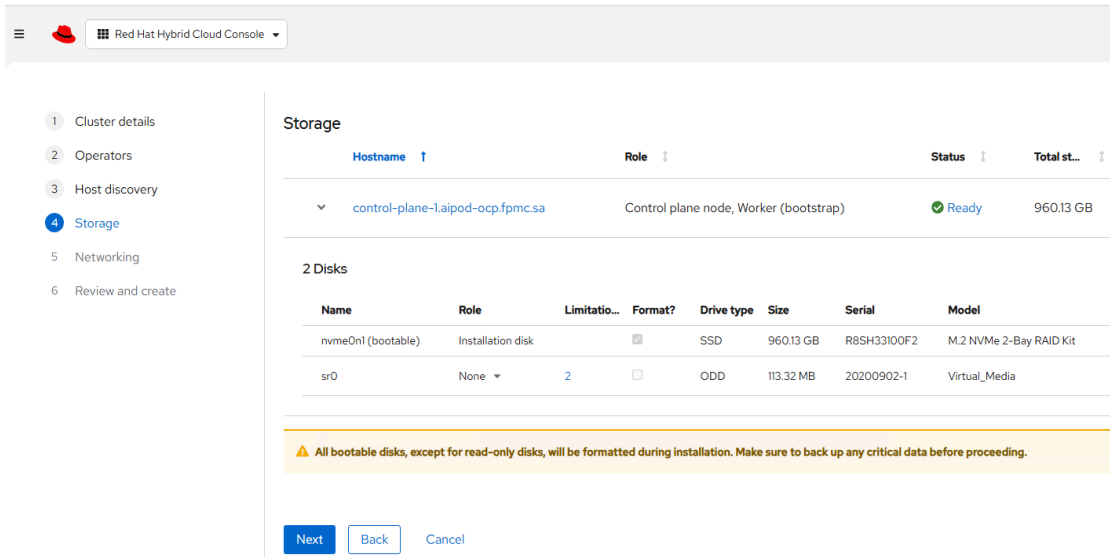 Red Hat Hybrid Cloud Console
1 Cluster details
2 Operators
3 Host discovery
4 Storage
5 Networking
6 Review and create
Storage
Hostname Role Status Total st...
control-plane-1.aipod-ocp.fpmc.sa Control plane node, Worker (bootstrap) Ready 960.13 GB
2 Disks
Name Role Limitatio... Format? Drive type Size Serial Model
nvme0n1 (bootable) Installation disk SSD 960.13 GB R8SH33100F2 M.2 NVMe 2-Bay RAID Kit
sr0 None 2 ODD 113.32 MB 20200902-1 Virtual_Media
All bootable disks, except for read-only disks, will be formatted during installation. Make sure to back up any critical data before proceeding.
Next Back Cancel